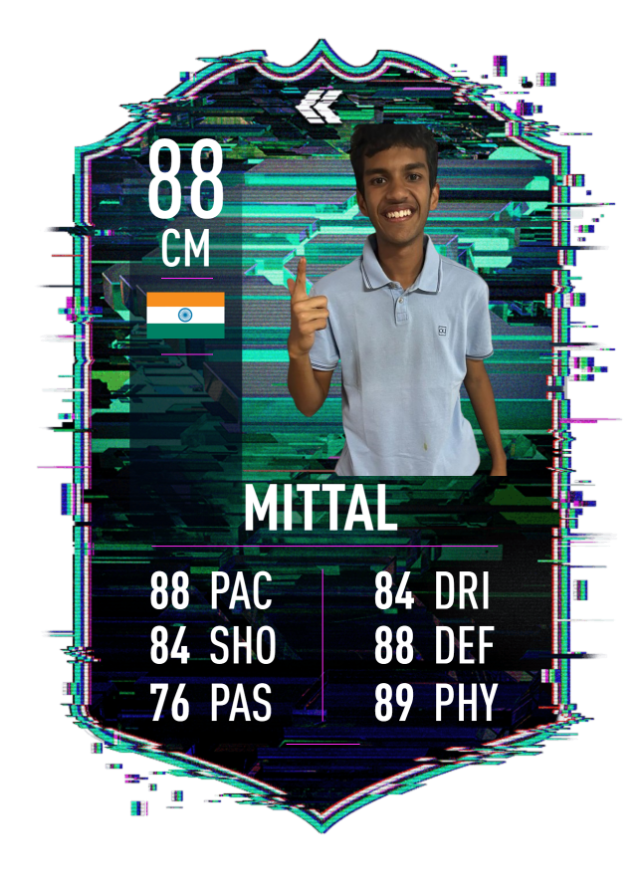 88
CM
MITTAL
88 PAC 84 DRI
84 SHO 88 DEF
76 PAS 89 PHY